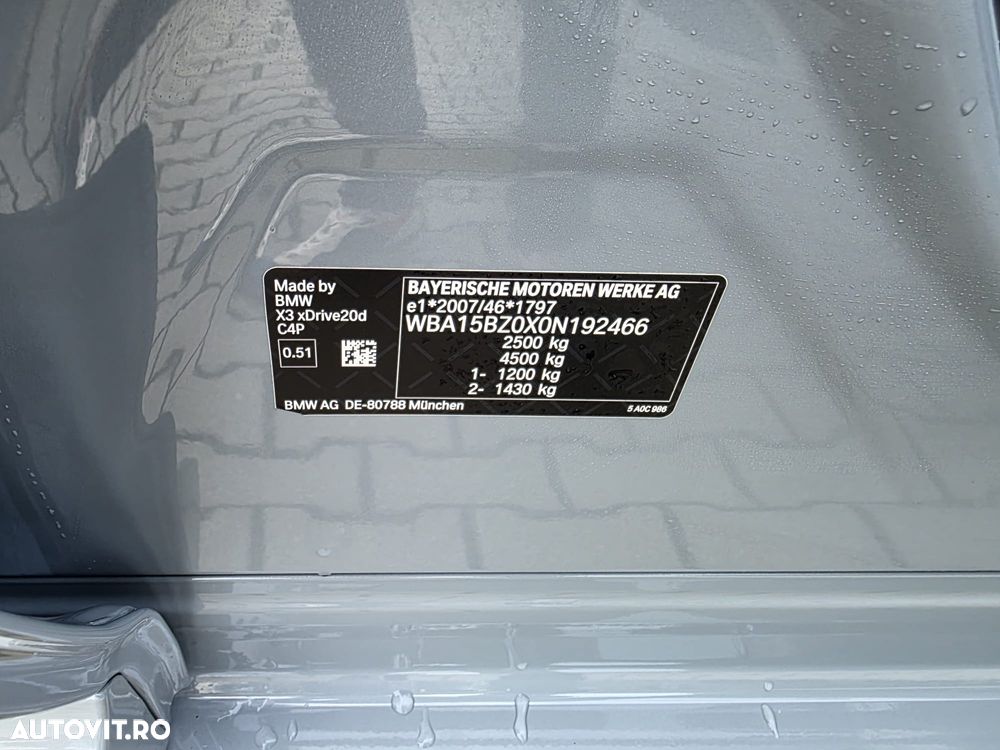 Made by
BMW
X3 xDrive20d
C4P
0.51
BAYERISCHE MOTOREN WERKE AG
e1*2007/46*1797
WBA15BZ0X0N192466
2500 kg
4500 kg
1- 1200 kg
2- 1430 kg
BMW AG DE-80788 München
5 A0C 986
AUTOVIT.RO